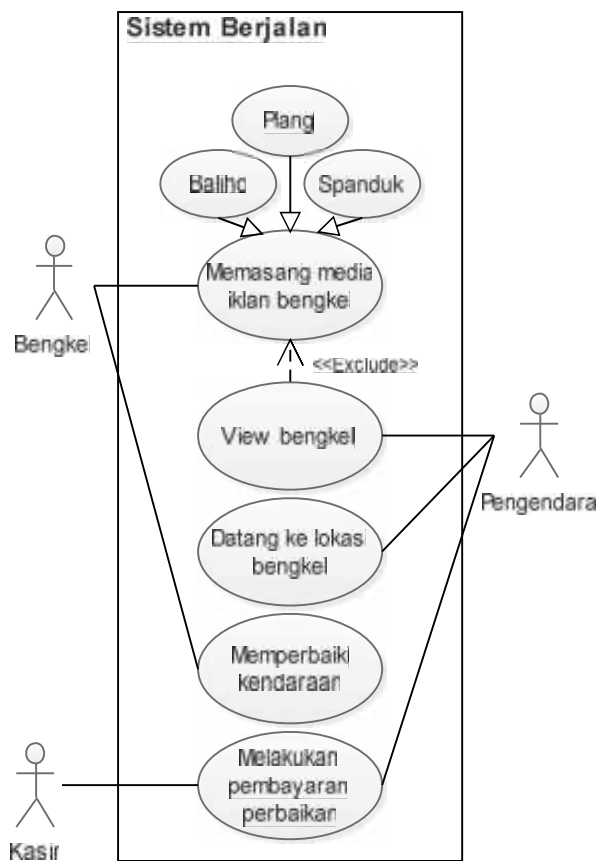 Sistem Berjalan
Plang
Baliho
Spanduk
Memasang media
iklan bengkel
Bengkel
<<Exclude>>
View bengkel
Pengendara
Datang ke lokasi
bengkel
Memperbaiki
kendaraan
Melakukan
pembayaran
perbaikan
Kasir